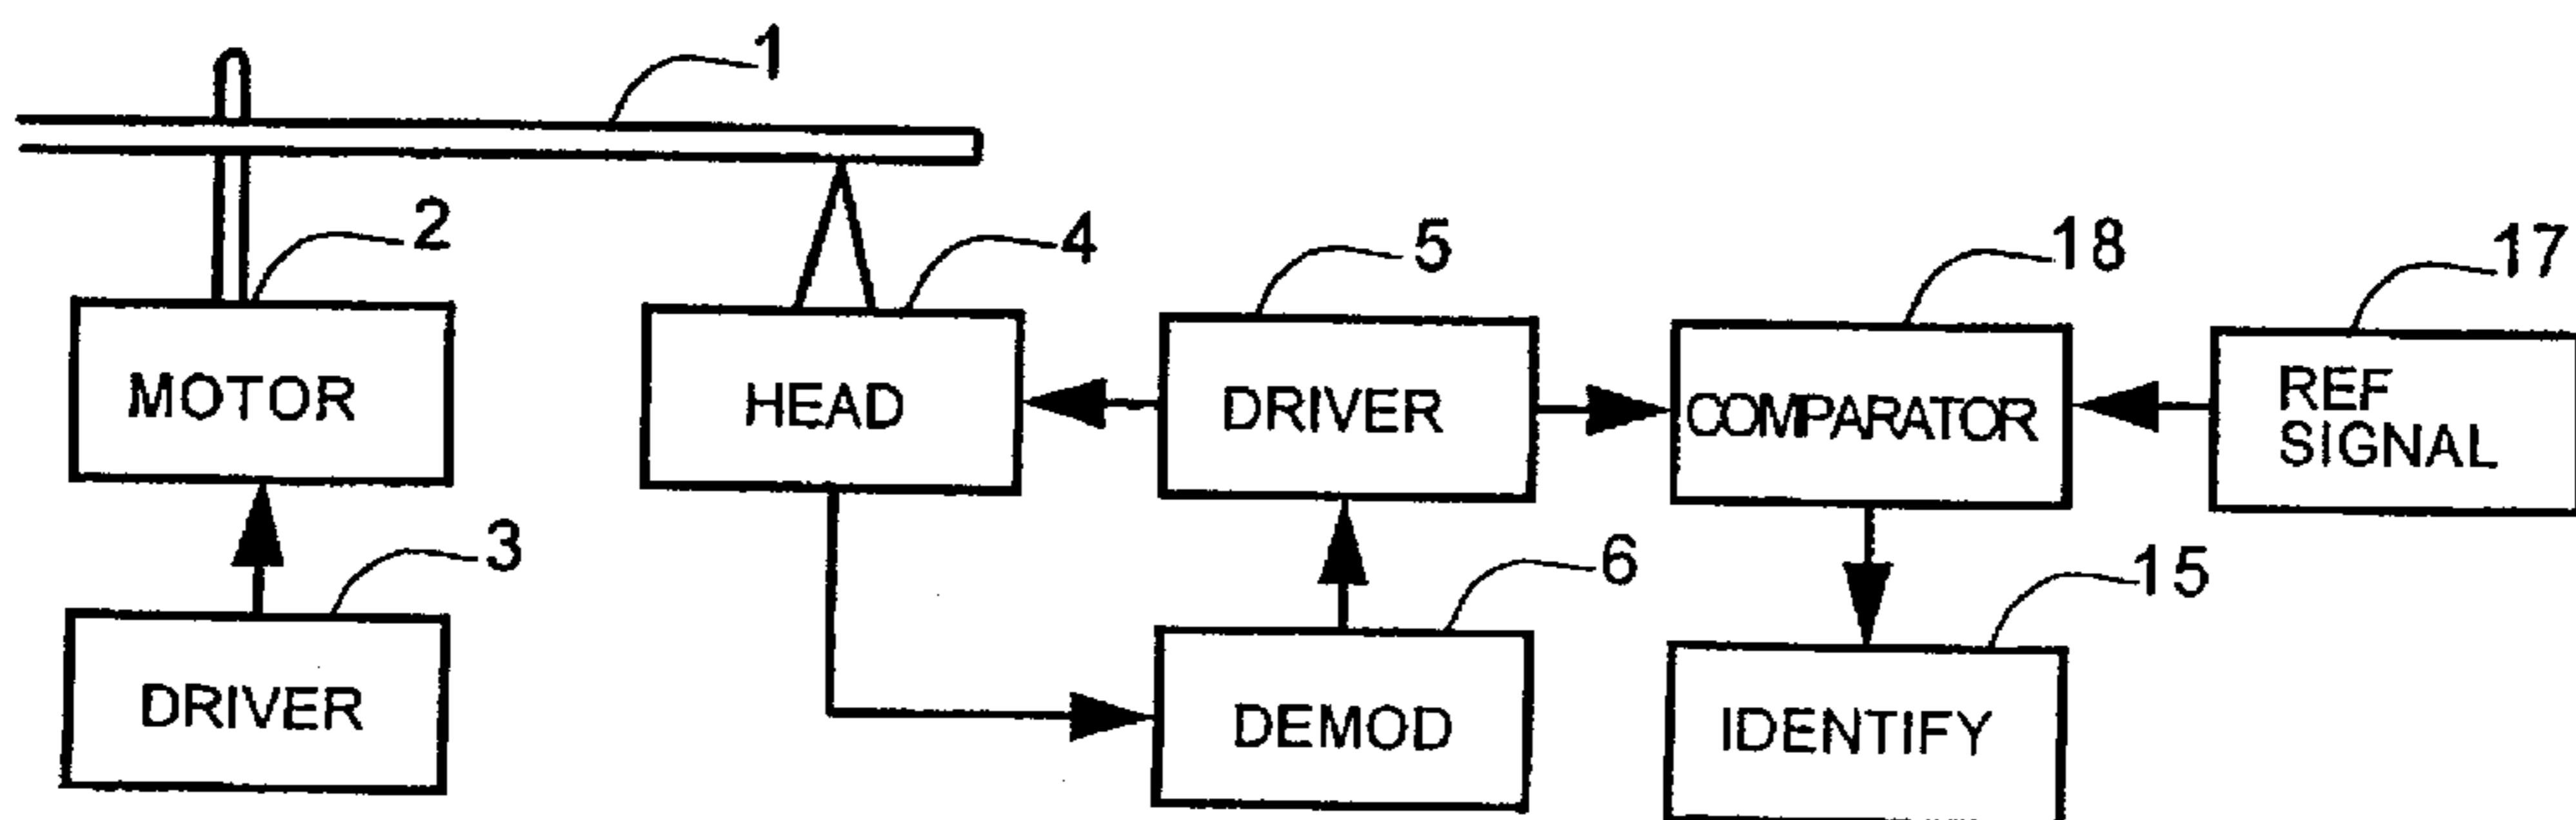 1
2
4
5
18
17
MOTOR
HEAD
DRIVER
COMPARATOR
REF
SIGNAL
3
6
15
DRIVER
DEMOD
IDENTIFY